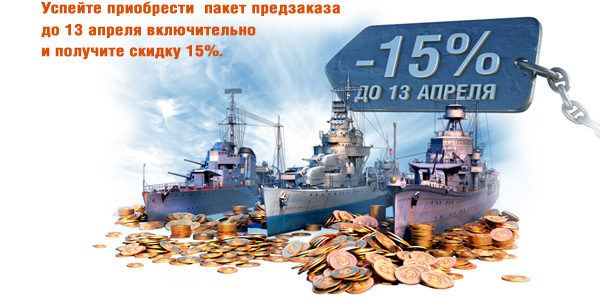 Успейте приобрести пакет предзаказа
до 13 апреля включительно
и получите скидку 15%.
-15%
ДО 13 АПРЕЛЯ